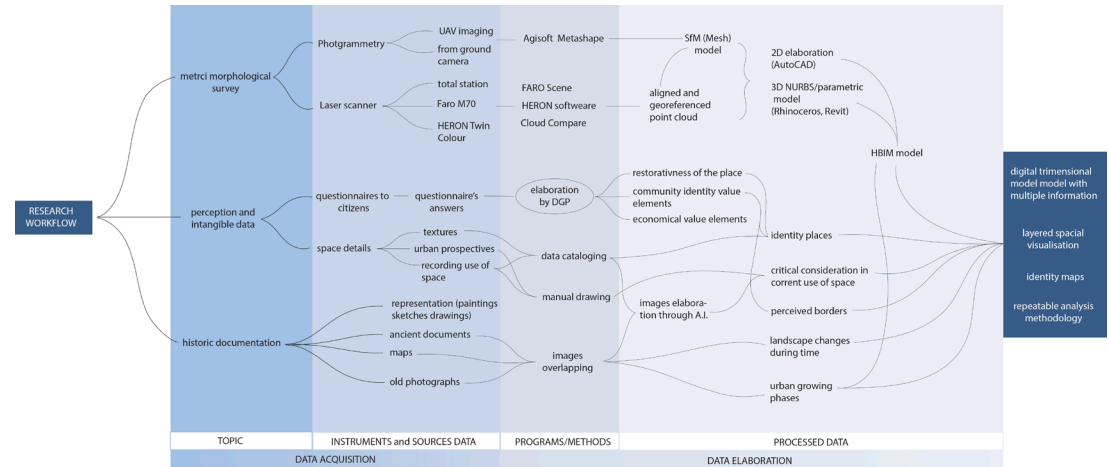 RESEARCH
WORKFLOW
metrci morphological
survey
perception and
intangible data
historic documentation
Photgrammetry
Laser scanner
questionnaires to
citizens
space details
UAV imaging
from ground
camera
total station
Faro M70
HERON Twin
Colour
questionnaire's
answers
textures
urban prospectives
recording use of
space
representation (paintings
sketches drawings)
ancient documents
maps
old photographs
Agisoft Metashape
FARO Scene
HERON software
Cloud Compare
elaboration
by DGP
data cataloging
manual drawing
images
overlapping
SfM (Mesh)
model
aligned and
georeferenced
point cloud
restorativness of the place
community identity value
elements
economical value elements
images elabora-
tion through A.I.
2D elaboration
(AutoCAD)
3D NURBS/parametric
model
(Rhinoceros, Revit)
HBIM model
identity places
critical consideration in
corrent use of space
perceived borders
landscape changes
during time
urban growing
phases
digital trimensional
model model with
multiple information
layered spacial
visualisation
identity maps
repeatable analysis
methodology
TOPIC
INSTRUMENTS and SOURCES DATA
PROGRAMS/METHODS
PROCESSED DATA
DATA ACQUISITION
DATA ELABORATION